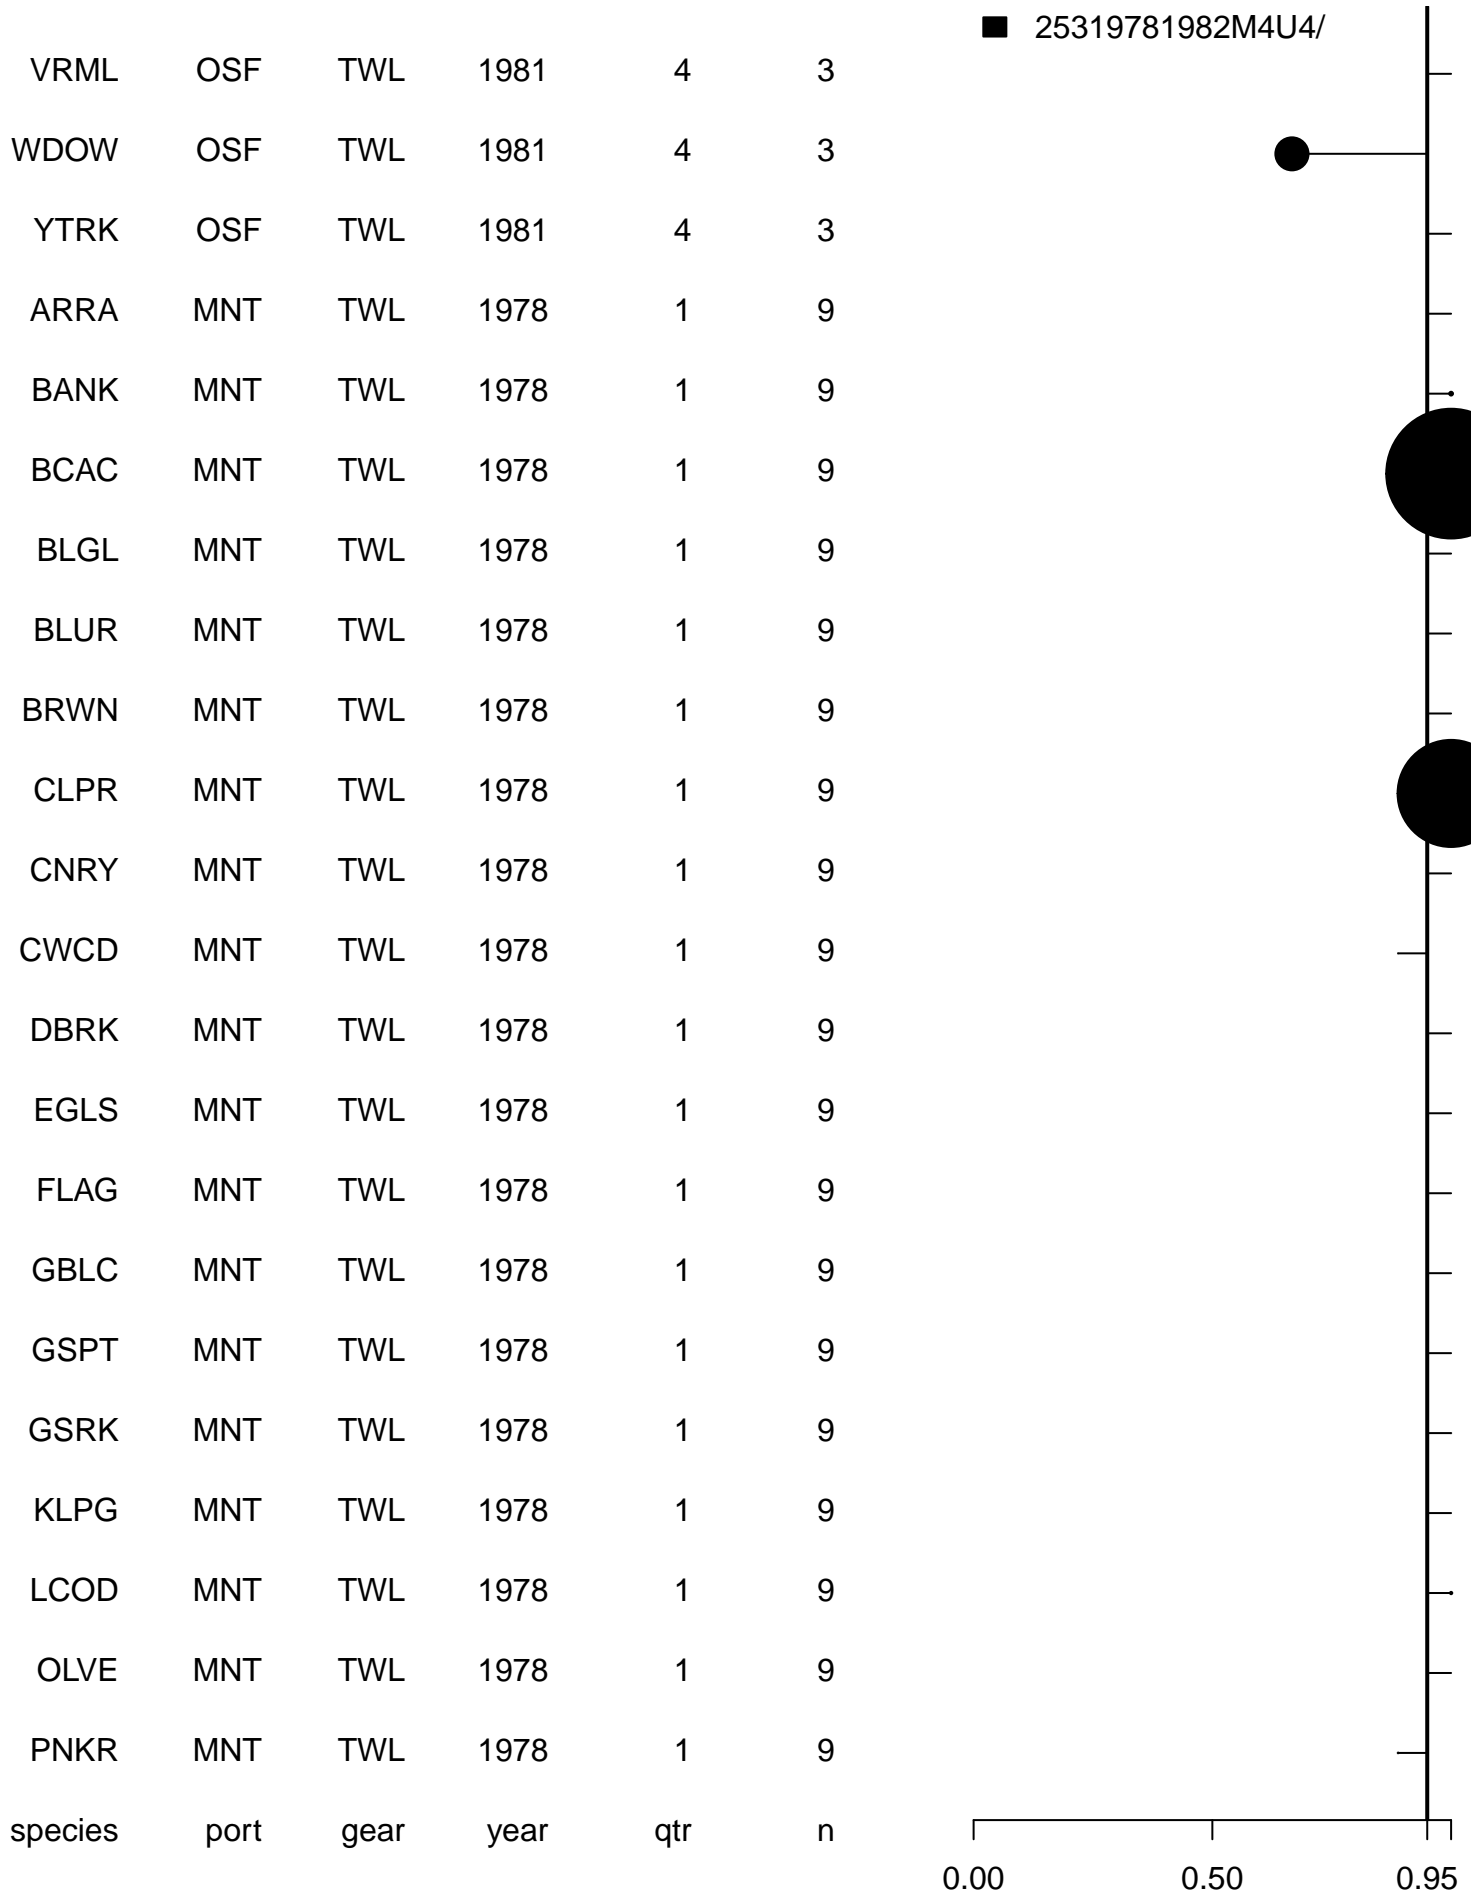 25319781982M4U4/
VRML OSF TWL 1981 4 3
WDOW OSF TWL 1981 4 3
YTRK OSF TWL 1981 4 3
ARRA MNT TWL 1978 1 9
BANK MNT TWL 1978 1 9
BCAC MNT TWL 1978 1 9
BLGL MNT TWL 1978 1 9
BLUR MNT TWL 1978 1 9
BRWN MNT TWL 1978 1 9
CLPR MNT TWL 1978 1 9
CNRY MNT TWL 1978 1 9
CWCD MNT TWL 1978 1 9
DBRK MNT TWL 1978 1 9
EGLS MNT TWL 1978 1 9
FLAG MNT TWL 1978 1 9
GBLC MNT TWL 1978 1 9
GSPT MNT TWL 1978 1 9
GSRK MNT TWL 1978 1 9
KLPG MNT TWL 1978 1 9
LCOD MNT TWL 1978 1 9
OLVE MNT TWL 1978 1 9
PNKR MNT TWL 1978 1 9
species port gear year qtr n
0.00 0.50 0.95